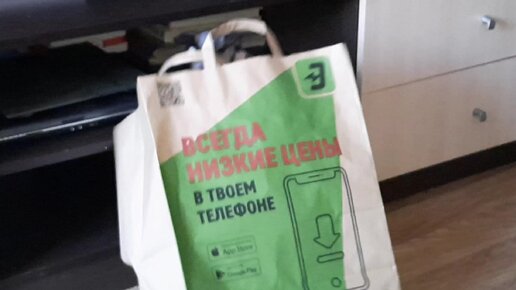 ВСЕГДА
НИЗКИЕ ЦЕНЫ
В ТВОЕМ
ТЕЛЕФОНЕ
App Store
Google Play